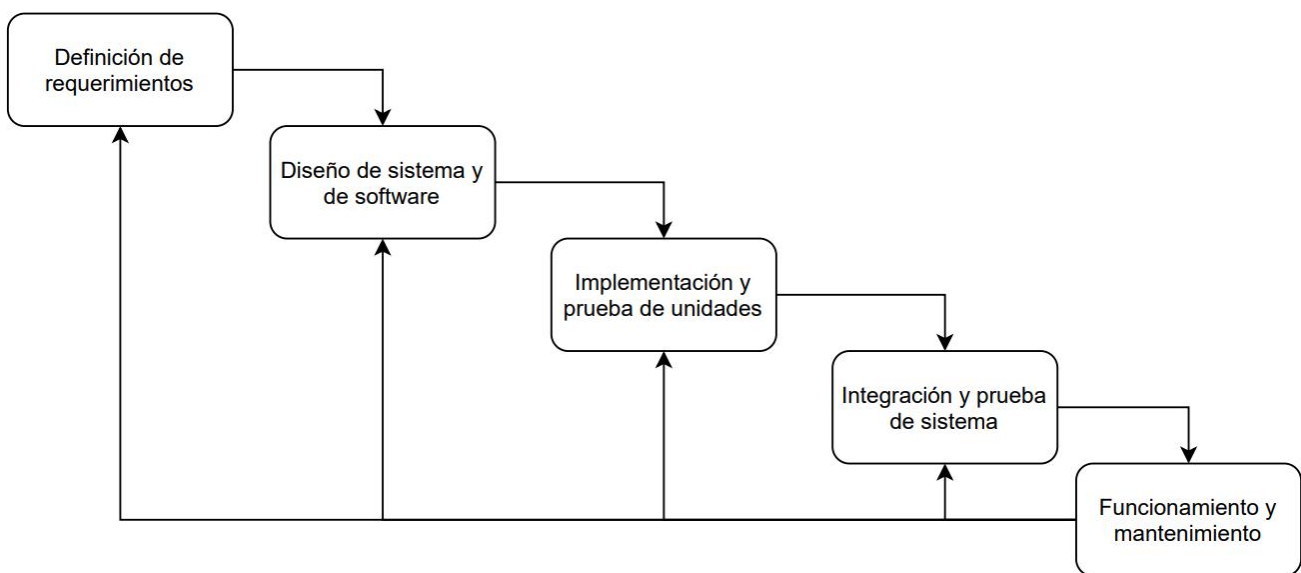 Definición de
requerimientos
Diseño de sistema y
de software
Implementación y
prueba de unidades
Integración y prueba
de sistema
Funcionamiento y
mantenimiento